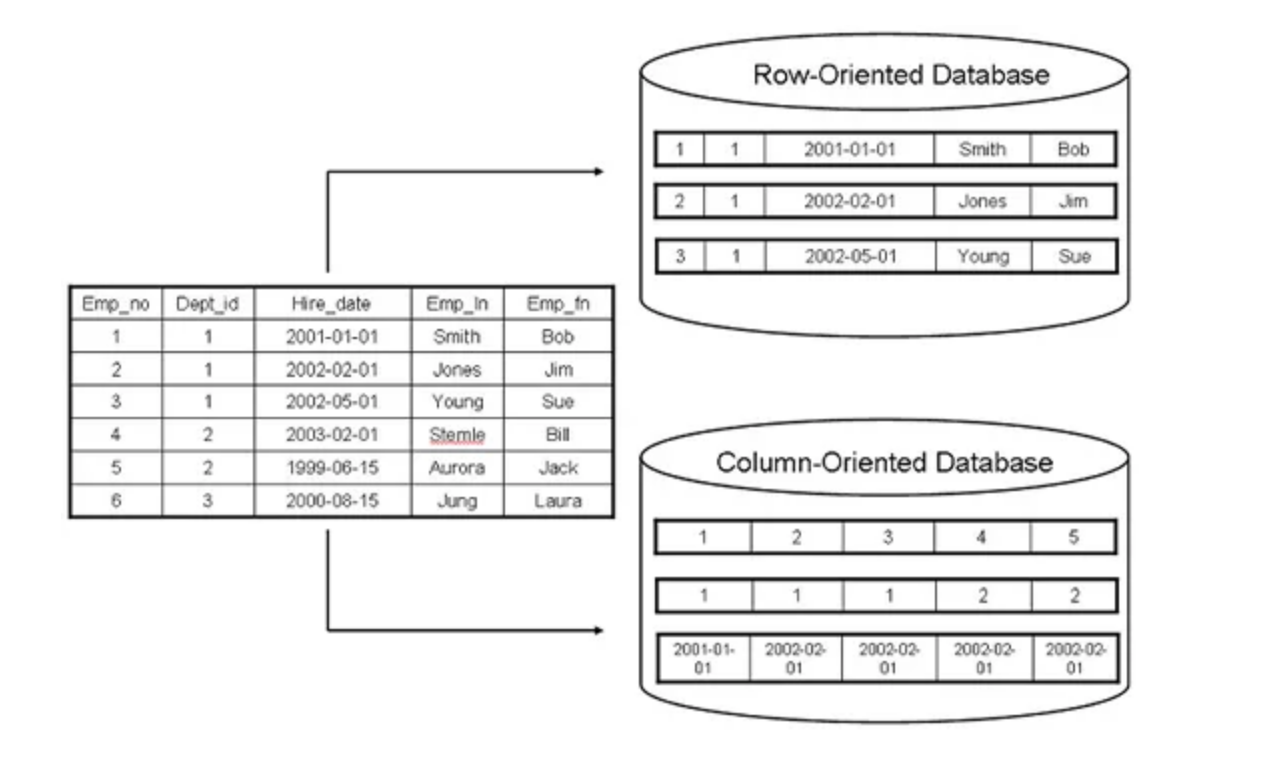 Row-Oriented Database
1 1 2001-01-01 Smith Bob
2 1 2002-02-01 Jones Jim
3 1 2002-05-01 Young Sue
Emp_no Dept_id Hire_date Emp_ln Emp_fn
1 1 2001-01-01 Smith Bob
2 1 2002-02-01 Jones Jim
3 1 2002-05-01 Young Sue
4 2 2003-02-01 Stemle Bill
5 2 1999-06-15 Aurora Jack
6 3 2000-08-15 Jung Laura
Column-Oriented Database
1 2 3 4 5
1 1 1 2 2
2001-01- 2002-02- 2002-02- 2002-02- 2002-02-
01 01 01 01 01